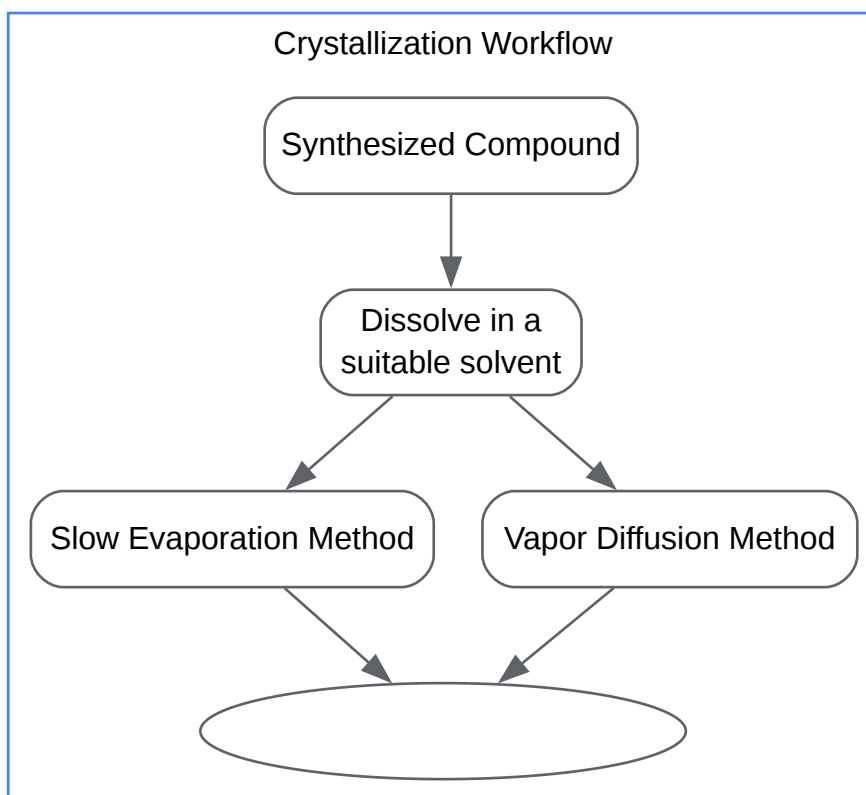 Crystallization Workflow
Synthesized Compound
Dissolve in a
suitable solvent
Slow Evaporation Method
Vapor Diffusion Method